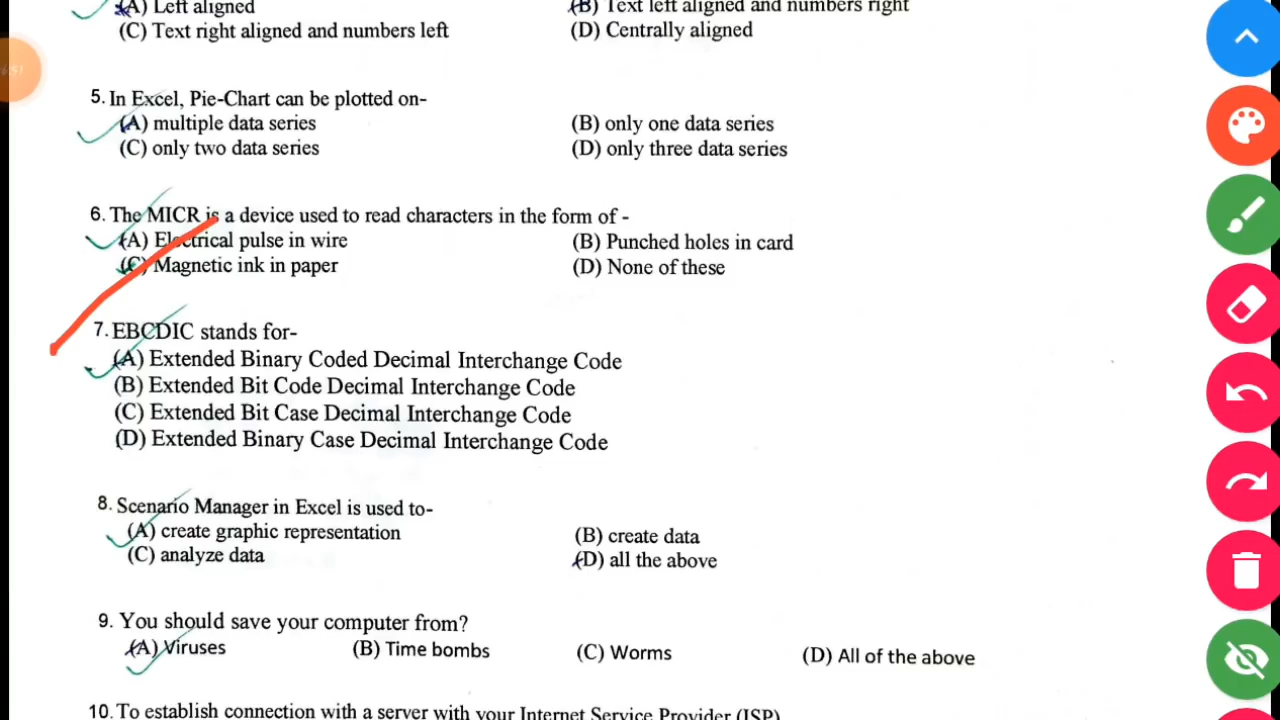 (A) Left aligned (B) Text left aligned and numbers right
(C) Text right aligned and numbers left (D) Centrally aligned
5. In Excel, Pie-Chart can be plotted on-
(A) multiple data series (B) only one data series
(C) only two data series (D) only three data series
6. The MICR is a device used to read characters in the form of -
(A) Electrical pulse in wire (B) Punched holes in card
(C) Magnetic ink in paper (D) None of these
7. EBCDIC stands for-
(A) Extended Binary Coded Decimal Interchange Code
(B) Extended Bit Code Decimal Interchange Code
(C) Extended Bit Case Decimal Interchange Code
(D) Extended Binary Case Decimal Interchange Code
8. Scenario Manager in Excel is used to-
(A) create graphic representation (B) create data
(C) analyze data (D) all the above
9. You should save your computer from?
(A) Viruses (B) Time bombs (C) Worms (D) All of the above
10. To establish connection with a server with your Internet Service Provider (ISP)